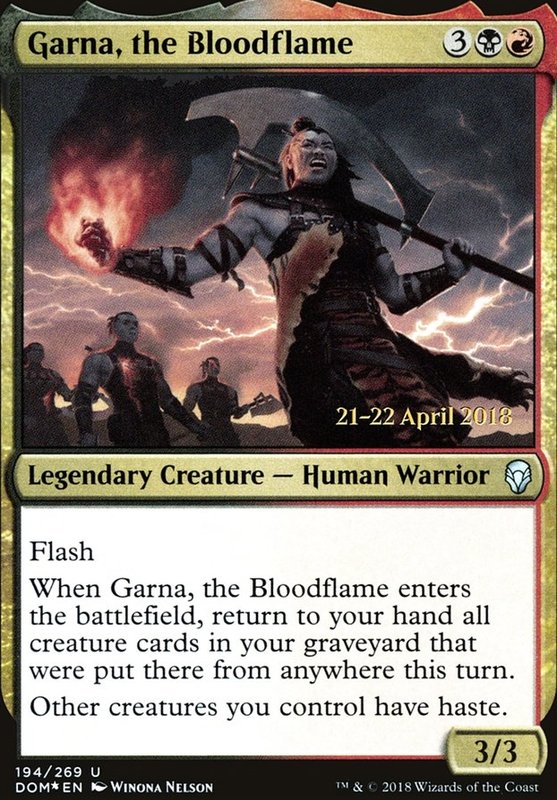 Garna, the Bloodflame 3
21–22 April 2018
Legendary Creature — Human Warrior
Flash
When Garna, the Bloodflame enters
the battlefield, return to your hand all
creature cards in your graveyard that
were put there from anywhere this turn.
Other creatures you control have haste.
3/3
194/269 U
DOM★EN Winona Nelson
™ & © 2018 Wizards of the Coast